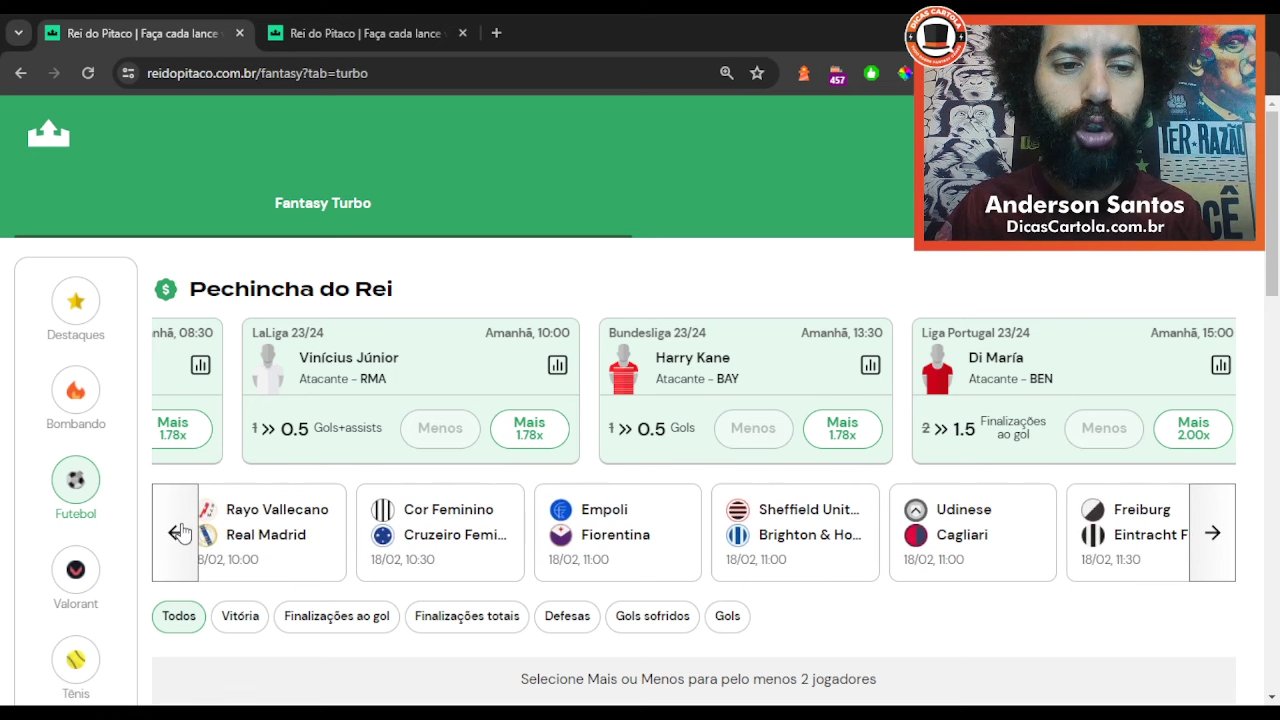 Rei do Pitaco | Faça cada lance
Rei do Pitaco | Faça cada lance
reidopitaco.com.br/fantasy?tab=turbo
457
DICAS CARTOLA
TER RAZÃO
CÊ
Anderson Santos
DicasCartola.com.br
Fantasy Turbo
Destaques
Bombando
Futebol
Valorant
Tênis
Pechincha do Rei
nhã, 08:30
Mais
1.78x
LaLiga 23/24 Amanhã, 10:00
Vinícius Júnior
Atacante - RMA
1 >> 0.5 Gols+assists Menos Mais
1.78x
Bundesliga 23/24 Amanhã, 13:30
Harry Kane
Atacante - BAY
1 >> 0.5 Gols Menos Mais
1.78x
Liga Portugal 23/24 Amanhã, 15:00
Di María
Atacante - BEN
2 >> 1.5 Finalizações
ao gol
Menos Mais
2.00x
Rayo Vallecano
Real Madrid
8/02, 10:00
Cor Feminino
Cruzeiro Femi...
18/02, 10:30
Empoli
Fiorentina
18/02, 11:00
Sheffield Unit...
Brighton & Ho...
18/02, 11:00
Udinese
Cagliari
18/02, 11:00
Freiburg
Eintracht F
18/02, 11:30
Todos Vitória Finalizações ao gol Finalizações totais Defesas Gols sofridos Gols
Selecione Mais ou Menos para pelo menos 2 jogadores